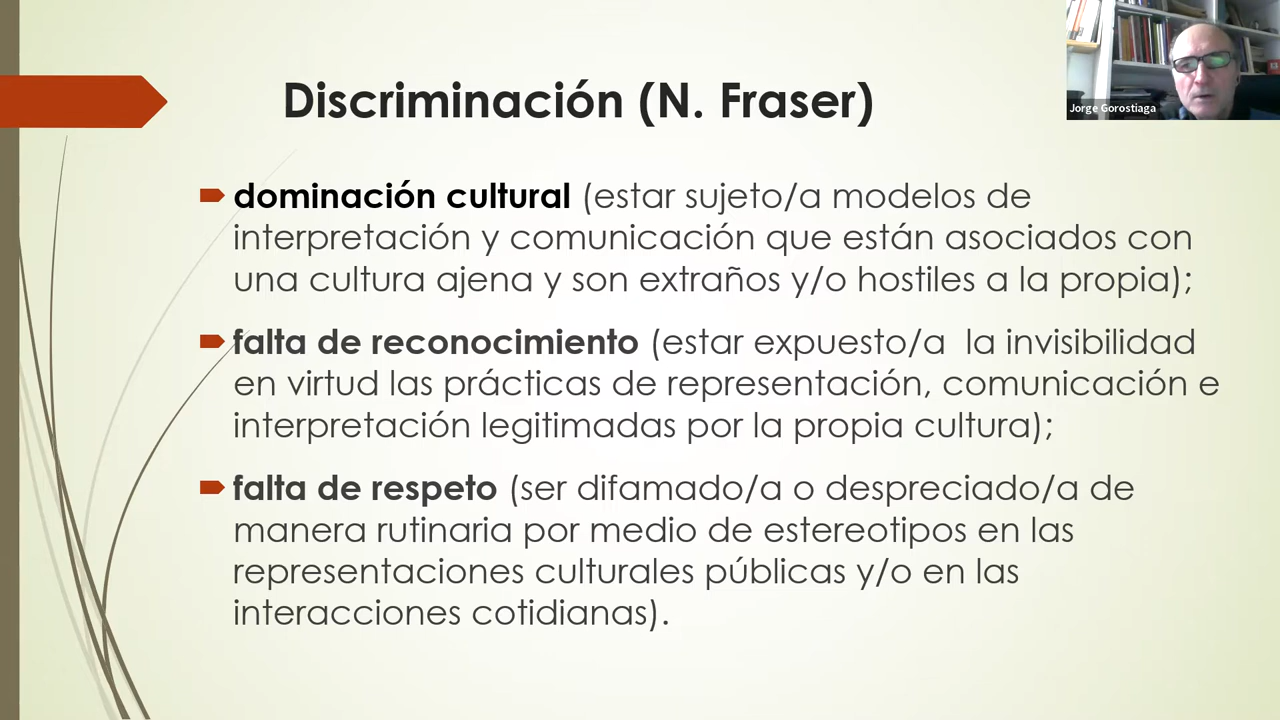 Discriminación (N. Fraser)
Jorge Gorostiaga
dominación cultural (estar sujeto/a modelos de
interpretación y comunicación que están asociados con
una cultura ajena y son extraños y/o hostiles a la propia);
falta de reconocimiento (estar expuesto/a  la invisibilidad
en virtud las prácticas de representación, comunicación e
interpretación legitimadas por la propia cultura);
falta de respeto (ser difamado/a o despreciado/a de
manera rutinaria por medio de estereotipos en las
representaciones culturales públicas y/o en las
interacciones cotidianas).